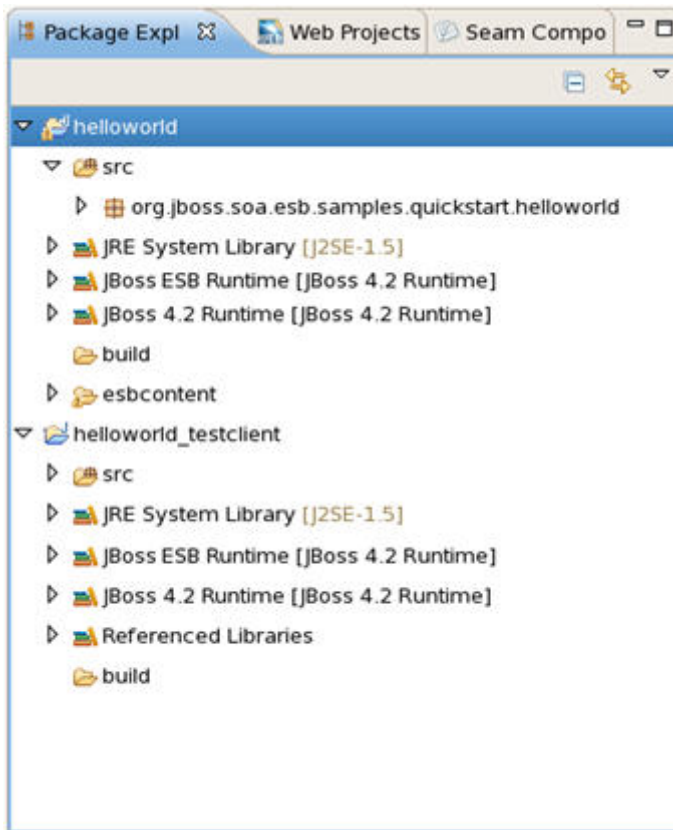 Package Expl Web Projects Seam Compo
helloworld
src
org.jboss.soa.esb.samples.quickstart.helloworld
JRE System Library [J2SE-1.5]
JBoss ESB Runtime [JBoss 4.2 Runtime]
JBoss 4.2 Runtime [JBoss 4.2 Runtime]
build
esbcontent
helloworld_testclient
src
JRE System Library [J2SE-1.5]
JBoss ESB Runtime [JBoss 4.2 Runtime]
JBoss 4.2 Runtime [JBoss 4.2 Runtime]
Referenced Libraries
build